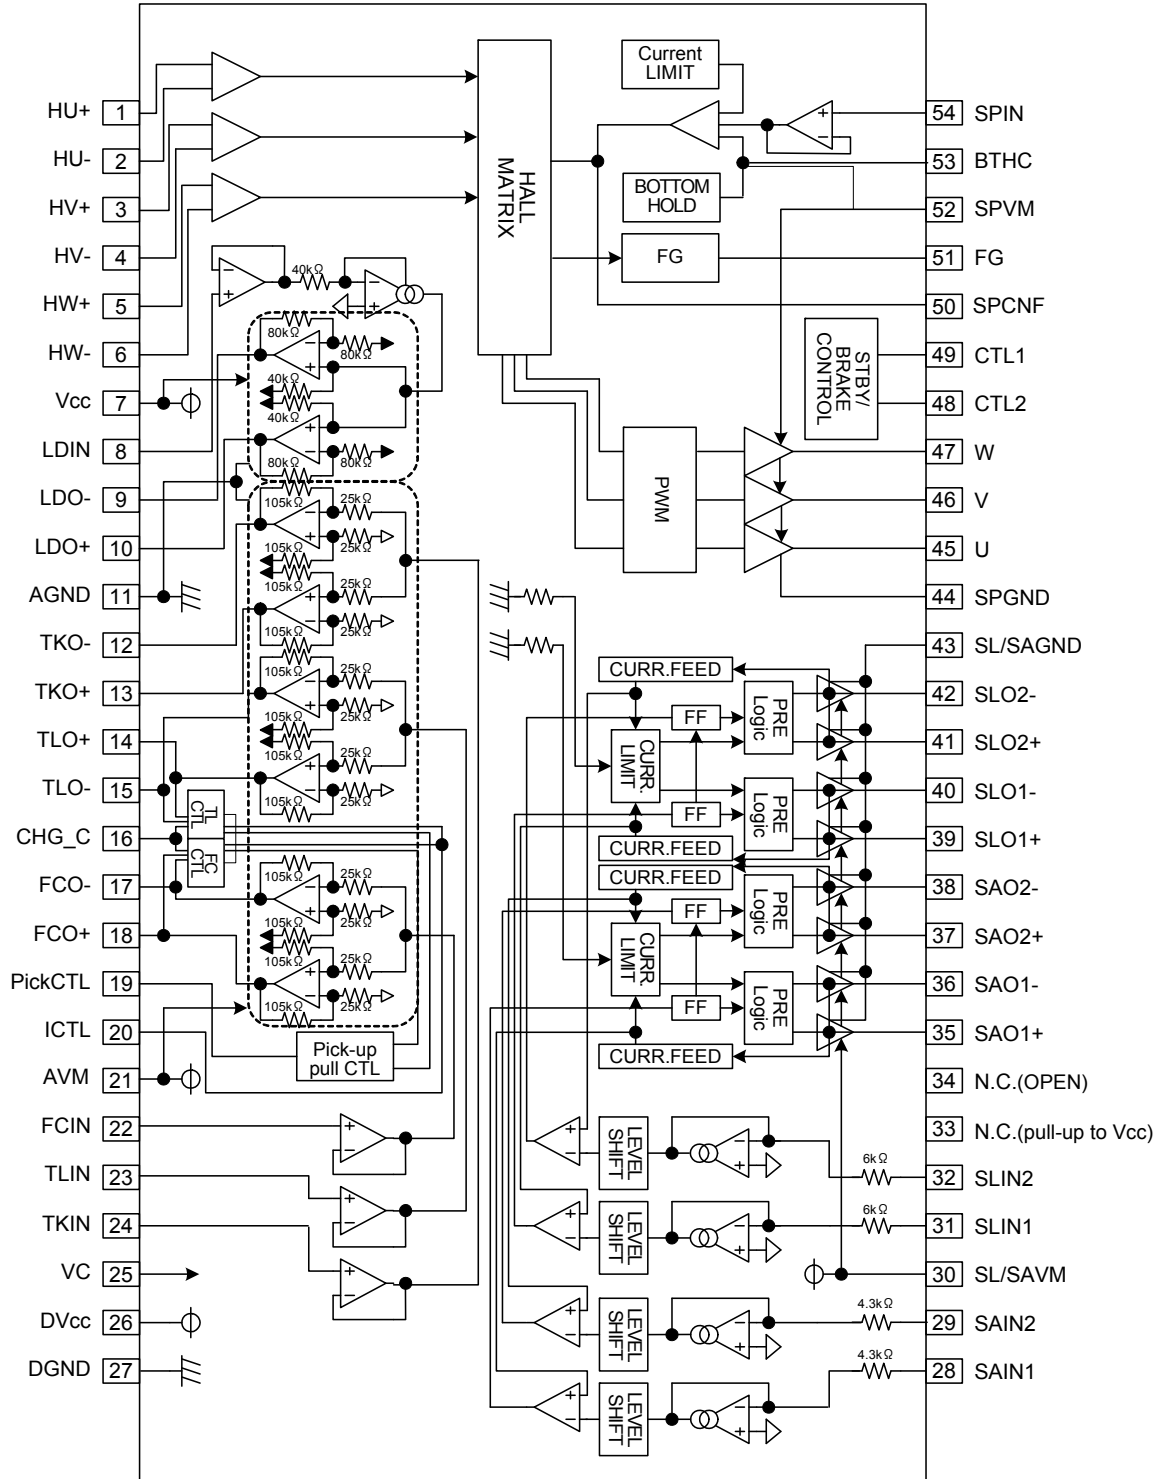 HU+ 1
HU- 2
HV+ 3
HV- 4
HW+ 5
HW- 6
Vcc 7
LDIN 8
LDO- 9
LDO+ 10
AGND 11
TKO- 12
TKO+ 13
TLO+ 14
TLO- 15
CHG_C 16
FCO- 17
FCO+ 18
PickCTL 19
ICTL 20
AVM 21
FCIN 22
TLIN 23
TKIN 24
VC 25
DVcc 26
DGND 27
HALL
MATRIX
Current
LIMIT
BOTTOM
HOLD
FG
STBY/
BRAKE
CONTROL
PWM
+
-
40kΩ
-
+
80kΩ
-
80kΩ
+
40kΩ
40kΩ
+
-
80kΩ
80kΩ
105kΩ
25kΩ
-
+
105kΩ
25kΩ
105kΩ
25kΩ
+
-
105kΩ
25kΩ
25kΩ
-
+
105kΩ
25kΩ
105kΩ
25kΩ
+
-
105kΩ
25kΩ
TL
CTL
FC
CTL
105kΩ
25kΩ
-
+
105kΩ
25kΩ
25kΩ
+
-
105kΩ
25kΩ
Pick-up
pull CTL
+
-
+
-
+
-
CURR.FEED
FF
PRE
Logic
CURR.
LIMIT
FF
PRE
Logic
CURR.FEED
CURR.FEED
FF
PRE
Logic
CURR.
LIMIT
FF
PRE
Logic
CURR.FEED
+
-
LEVEL
SHIFT
-
+
6kΩ
+
-
LEVEL
SHIFT
-
+
6kΩ
+
-
LEVEL
SHIFT
-
+
4.3kΩ
+
-
LEVEL
SHIFT
-
+
4.3kΩ
54 SPIN
53 BTHC
52 SPVM
51 FG
50 SPCNF
49 CTL1
48 CTL2
47 W
46 V
45 U
44 SPGND
43 SL/SAGND
42 SLO2-
41 SLO2+
40 SLO1-
39 SLO1+
38 SAO2-
37 SAO2+
36 SAO1-
35 SAO1+
34 N.C.(OPEN)
33 N.C.(pull-up to Vcc)
32 SLIN2
31 SLIN1
30 SL/SAVM
29 SAIN2
28 SAIN1